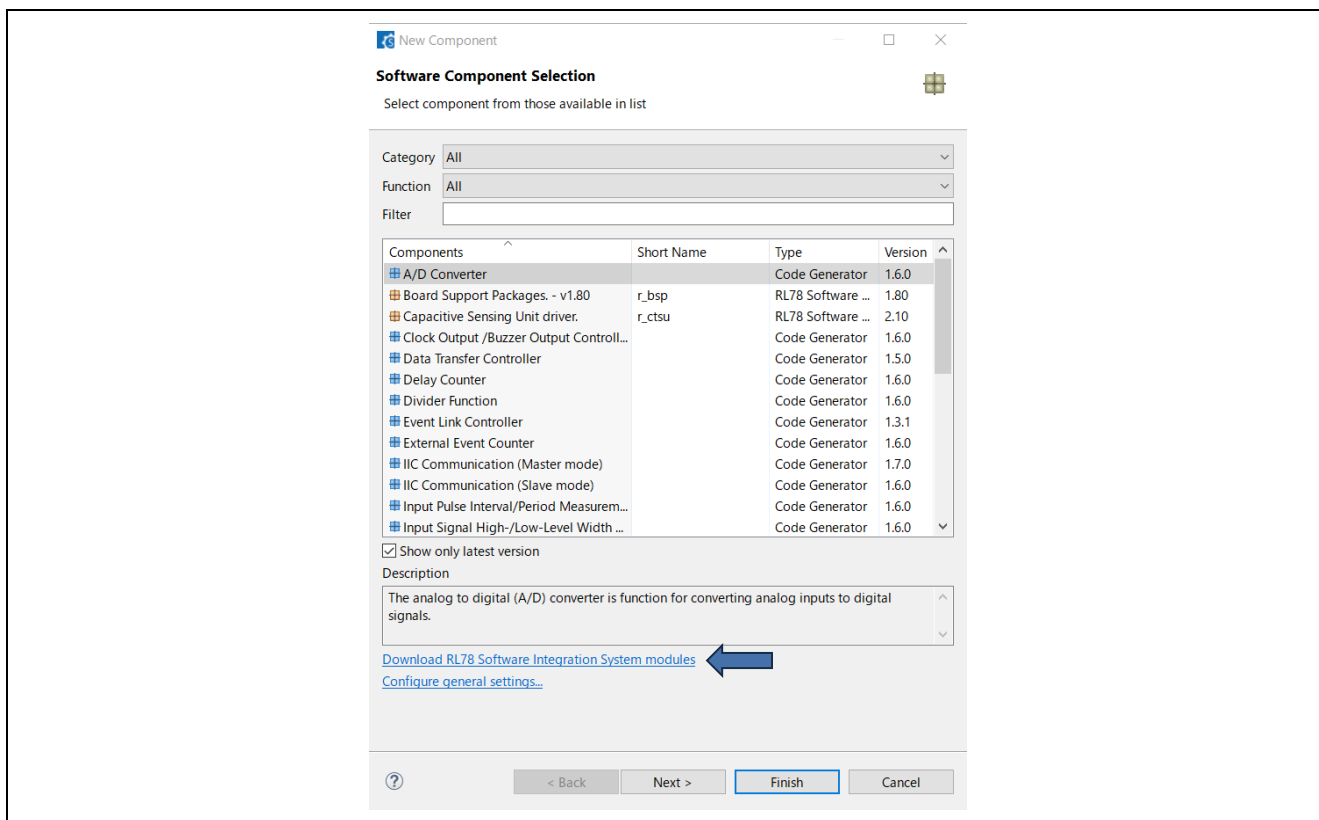 New Component
Software Component Selection
Select component from those available in list
Category All
Function All
Filter
Components Short Name Type Version
A/D Converter Code Generator 1.6.0
Board Support Packages. - v1.80 r_bsp RL78 Software ... 1.80
Capacitive Sensing Unit driver. r_ctsu RL78 Software ... 2.10
Clock Output /Buzzer Output Controll... Code Generator 1.6.0
Data Transfer Controller Code Generator 1.5.0
Delay Counter Code Generator 1.6.0
Divider Function Code Generator 1.6.0
Event Link Controller Code Generator 1.3.1
External Event Counter Code Generator 1.6.0
IIC Communication (Master mode) Code Generator 1.7.0
IIC Communication (Slave mode) Code Generator 1.6.0
Input Pulse Interval/Period Measurem... Code Generator 1.6.0
Input Signal High-/Low-Level Width ... Code Generator 1.6.0
Show only latest version
Description
The analog to digital (A/D) converter is function for converting analog inputs to digital
signals.
Download RL78 Software Integration System modules
Configure general settings...
? < Back Next > Finish Cancel